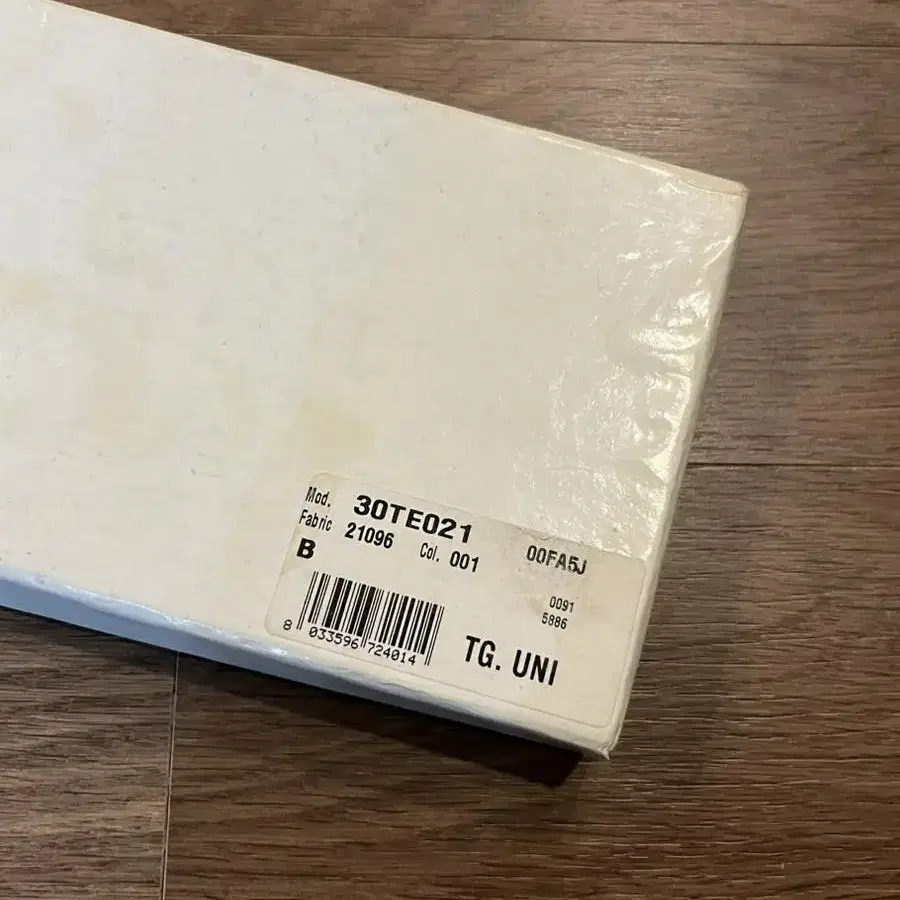 Mod. 30TE021 00FA5J
Fabric 21096 Col. 001
B
0091
5886
8 033596 724014
TG. UNI